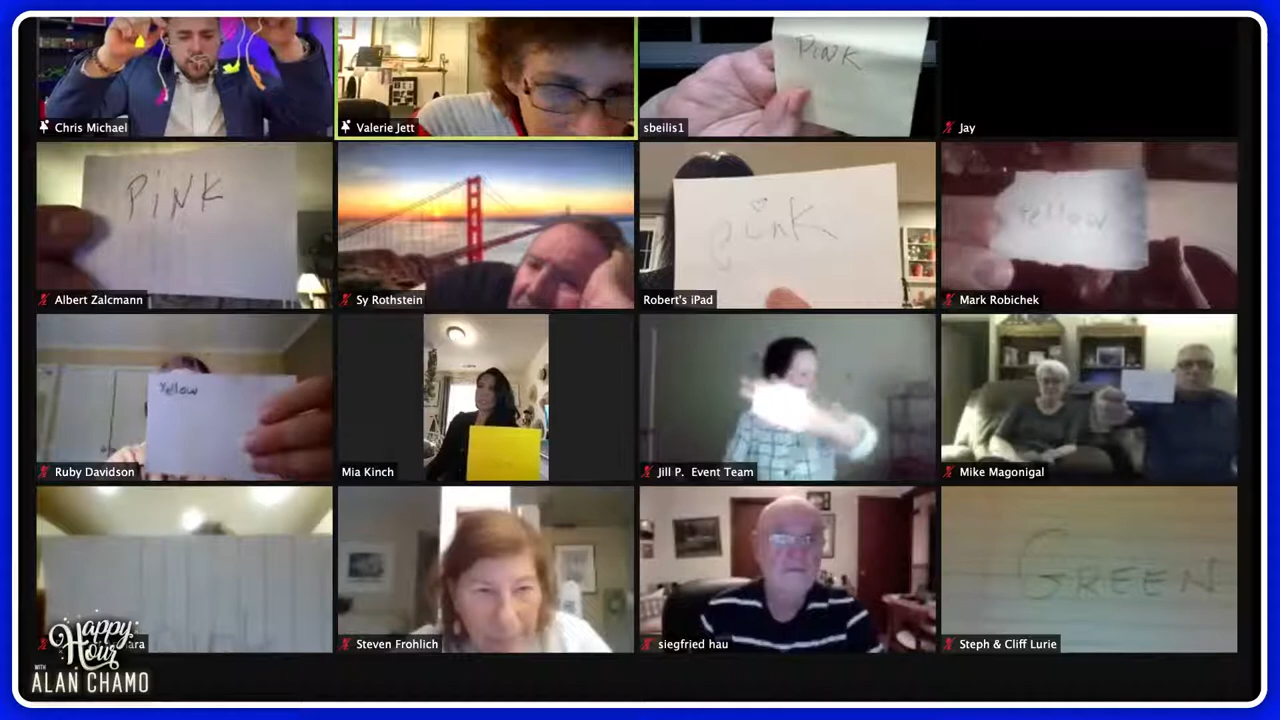 Chris Michael
Valerie Jett
PiNK
sbeilis1
Jay
PiNK
Albert Zalcmann
Sy Rothstein
Pink
Robert's iPad
Yellow
Mark Robichek
Yellow
Ruby Davidson
Mia Kinch
Jill P. Event Team
Mike Magonigal
Happy
Hour
WITH
ALAN CHAMO
ara
Steven Frohlich
siegfried hau
GREEN
Steph & Cliff Lurie